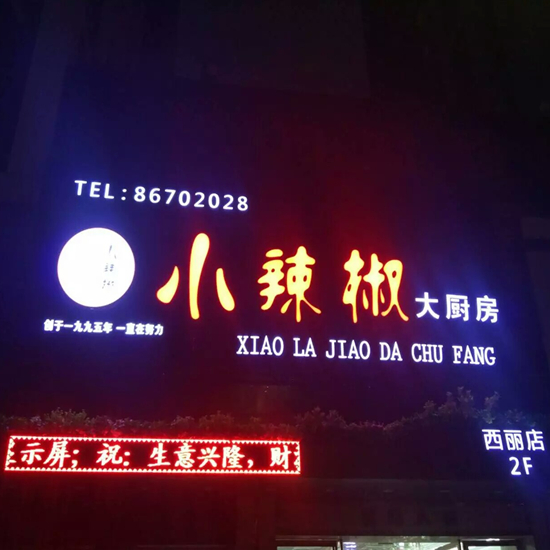 TEL:86702028
小辣椒大厨房
创于一九九五年 一直在努力
XIAO LA JIAO DA CHU FANG
西丽店
2F
示屏；祝：生意兴隆，财